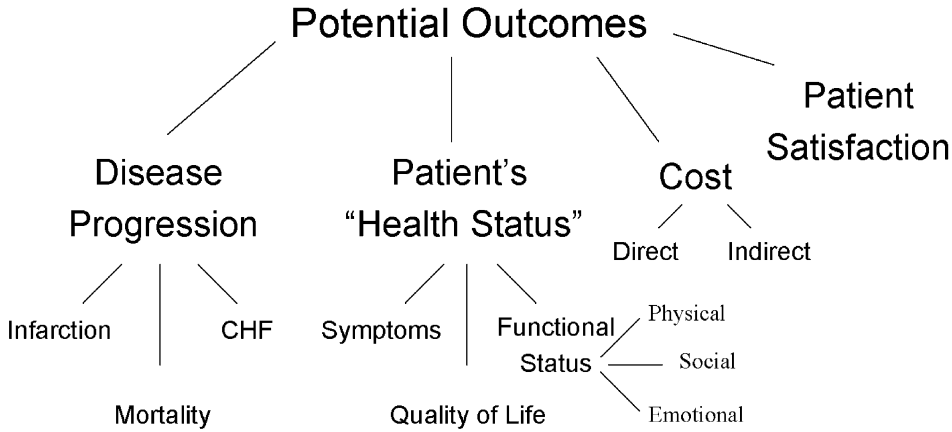 Potential Outcomes
Patient
Satisfaction
Disease
Progression
Patient’s
“Health Status”
Cost
Direct
Indirect
Infarction
CHF
Mortality
Symptoms
Quality of Life
Functional
Status
Physical
Social
Emotional